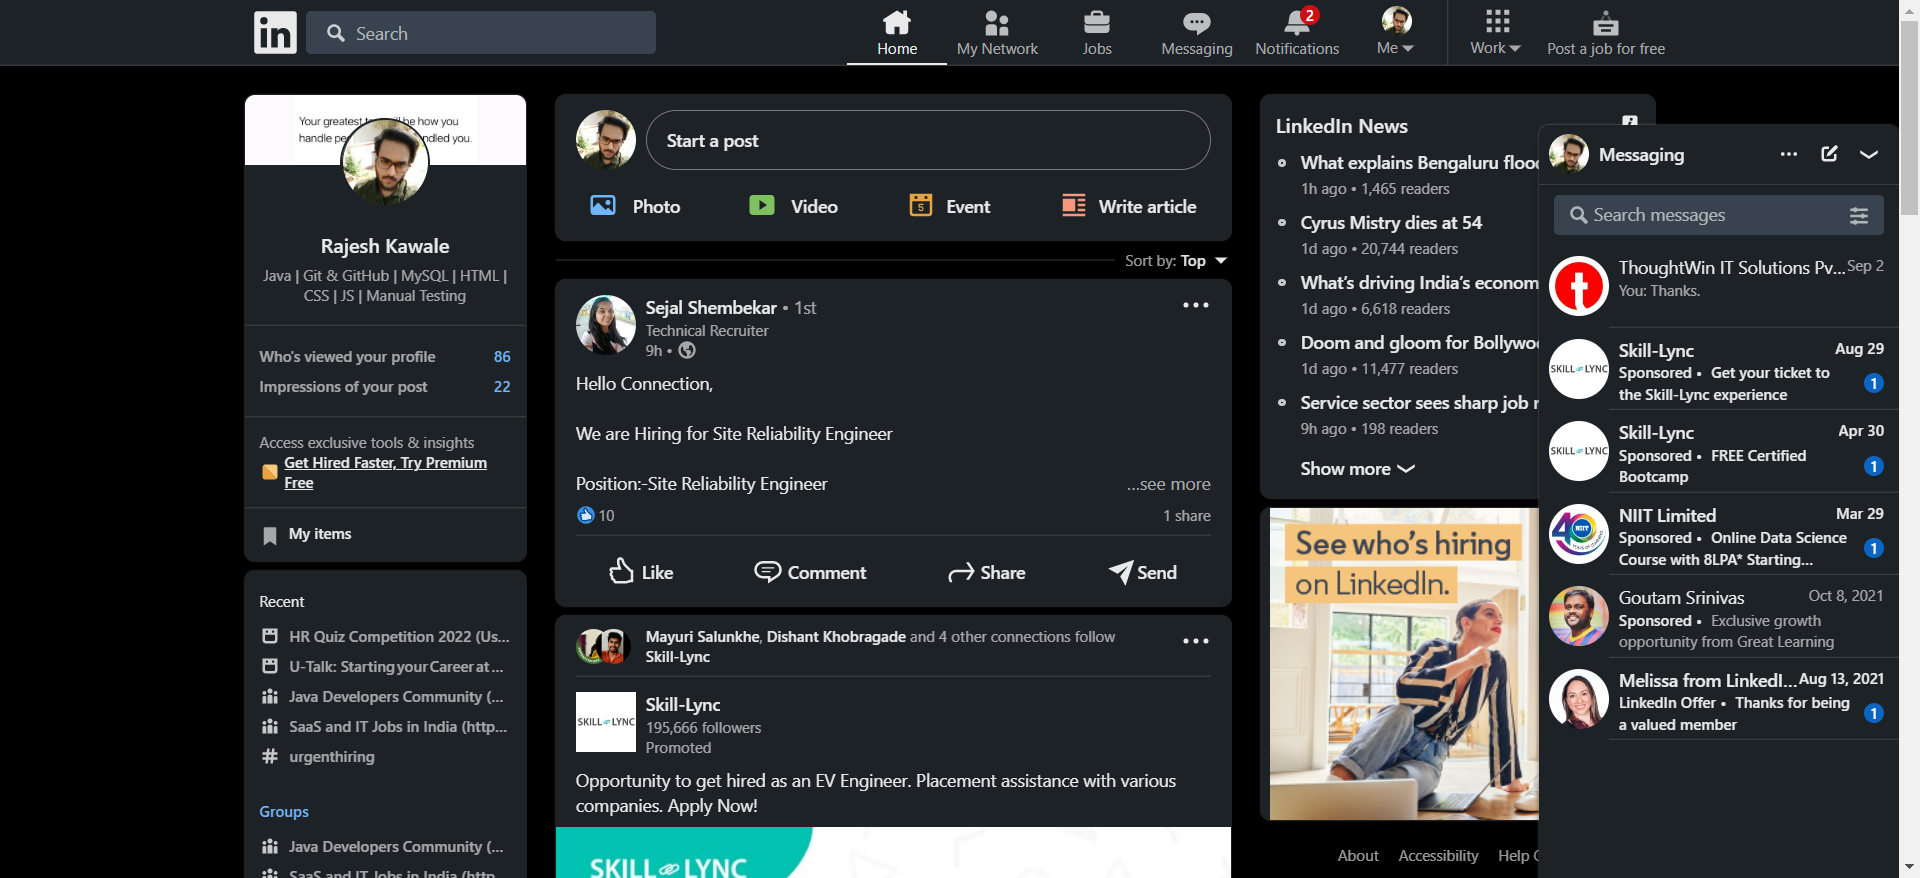 in
Search
Home
My Network
Jobs
Messaging
2
Notifications
Me
Work
Post a job for free
Your greatest
be how you
handle
you.
Rajesh Kawale
Java | Git & GitHub | MySQL | HTML |
CSS | JS | Manual Testing
Who's viewed your profile 86
Impressions of your post 22
Access exclusive tools & insights
Get Hired Faster, Try Premium
Free
My items
Recent
HR Quiz Competition 2022 (Us...
U-Talk: Starting your Career at ...
Java Developers Community (...
SaaS and IT Jobs in India (http...
# urgenthiring
Groups
Java Developers Community (...
SaaS and IT Jobs in India (http...
Start a post
Photo
Video
5
Event
Write article
Sort by: Top
Sejal Shembekar • 1st
Technical Recruiter
9h •
Hello Connection,
We are Hiring for Site Reliability Engineer
Position:-Site Reliability Engineer
...see more
10
1 share
Like
Comment
Share
Send
Mayuri Salunkhe, Dishant Khobragade and 4 other connections follow
Skill-Lync
SKILL LYNC
Skill-Lync
195,666 followers
Promoted
Opportunity to get hired as an EV Engineer. Placement assistance with various
companies. Apply Now!
SKILL LYNC
LinkedIn News
What explains Bengaluru
1h ago • 1,465 readers
Cyrus Mistry dies at 54
1d ago • 20,744 readers
What's driving India's
1d ago • 6,618 readers
Doom and gloom for
1d ago • 11,477 readers
Service sector sees sharp job
9h ago • 198 readers
Show more
See who's hiring
on LinkedIn.
About
Accessibility
Help
Messaging
Search messages
ThoughtWin IT Solutions Pv... Sep 2
You: Thanks.
SKILL LYNC
Skill-Lync Aug 29
Sponsored • Get your ticket to
the Skill-Lync experience
1
SKILL LYNC
Skill-Lync Apr 30
Sponsored • FREE Certified
Bootcamp
1
40
NIIT
NIIT Limited Mar 29
Sponsored • Online Data Science
Course with 8LPA* Starting...
1
Goutam Srinivas Oct 8, 2021
Sponsored • Exclusive growth
opportunity from Great Learning
Melissa from LinkedI... Aug 13, 2021
LinkedIn Offer • Thanks for being
a valued member
1